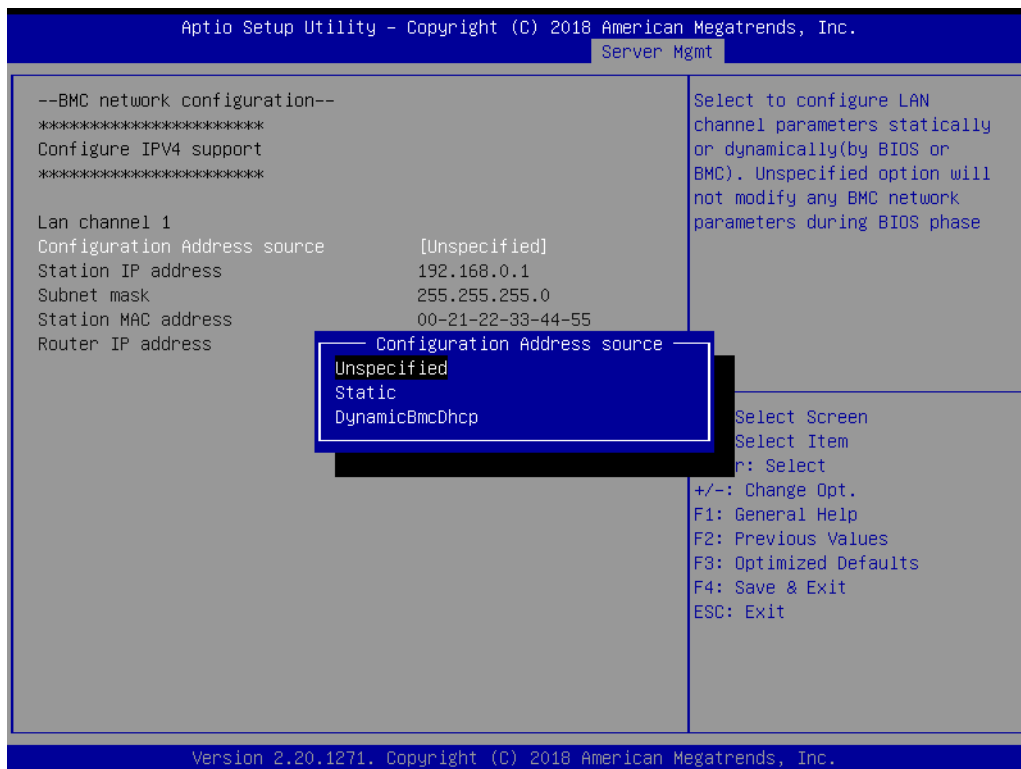 Aptio Setup Utility – Copyright (C) 2018 American Megatrends, Inc.
Server Mgmt
--BMC network configuration--
**********************
Configure IPV4 support
**********************
Lan channel 1
Configuration Address source [Unspecified]
Station IP address 192.168.0.1
Subnet mask 255.255.255.0
Station MAC address 00-21-22-33-44-55
Router IP address
Configuration Address source
Unspecified
Static
DynamicBmcDhcp
Select to configure LAN
channel parameters statically
or dynamically(by BIOS or
BMC). Unspecified option will
not modify any BMC network
parameters during BIOS phase
Select Screen
Select Item
r: Select
+/-: Change Opt.
F1: General Help
F2: Previous Values
F3: Optimized Defaults
F4: Save & Exit
ESC: Exit
Version 2.20.1271. Copyright (C) 2018 American Megatrends, Inc.